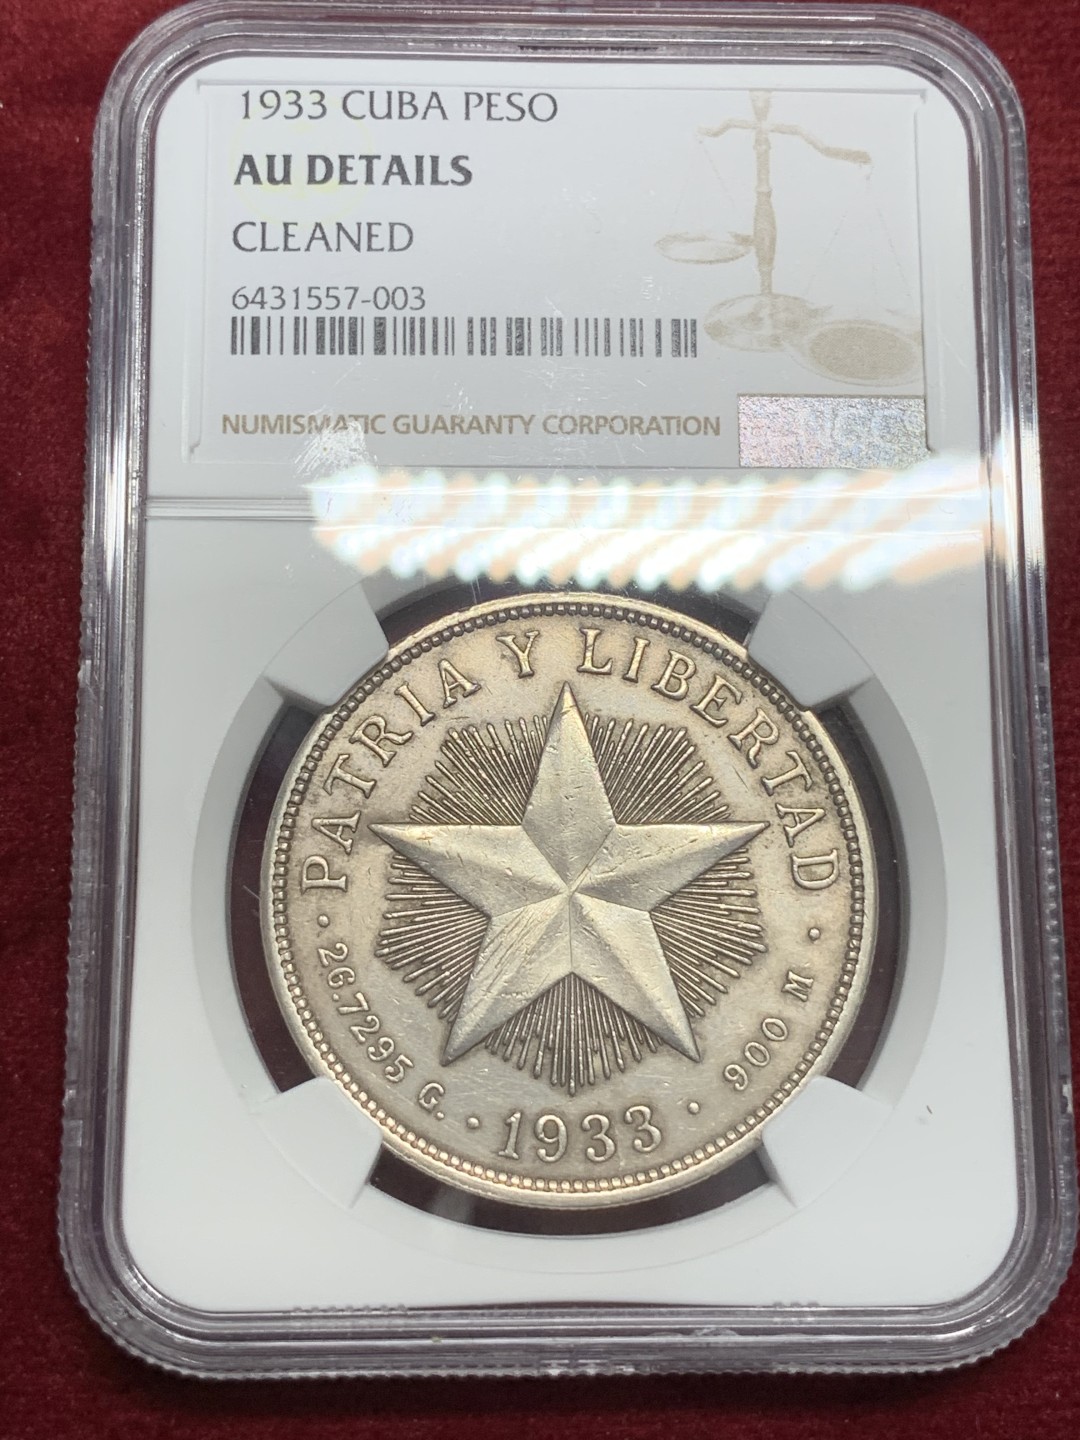 1933 CUBA PESO
AU DETAILS
CLEANED
6431557-003
NUMISMATIC GUARANTY CORPORATION
PATRIA Y LIBERTAD
· 26.7295 G. · 1933 · 900 M ·